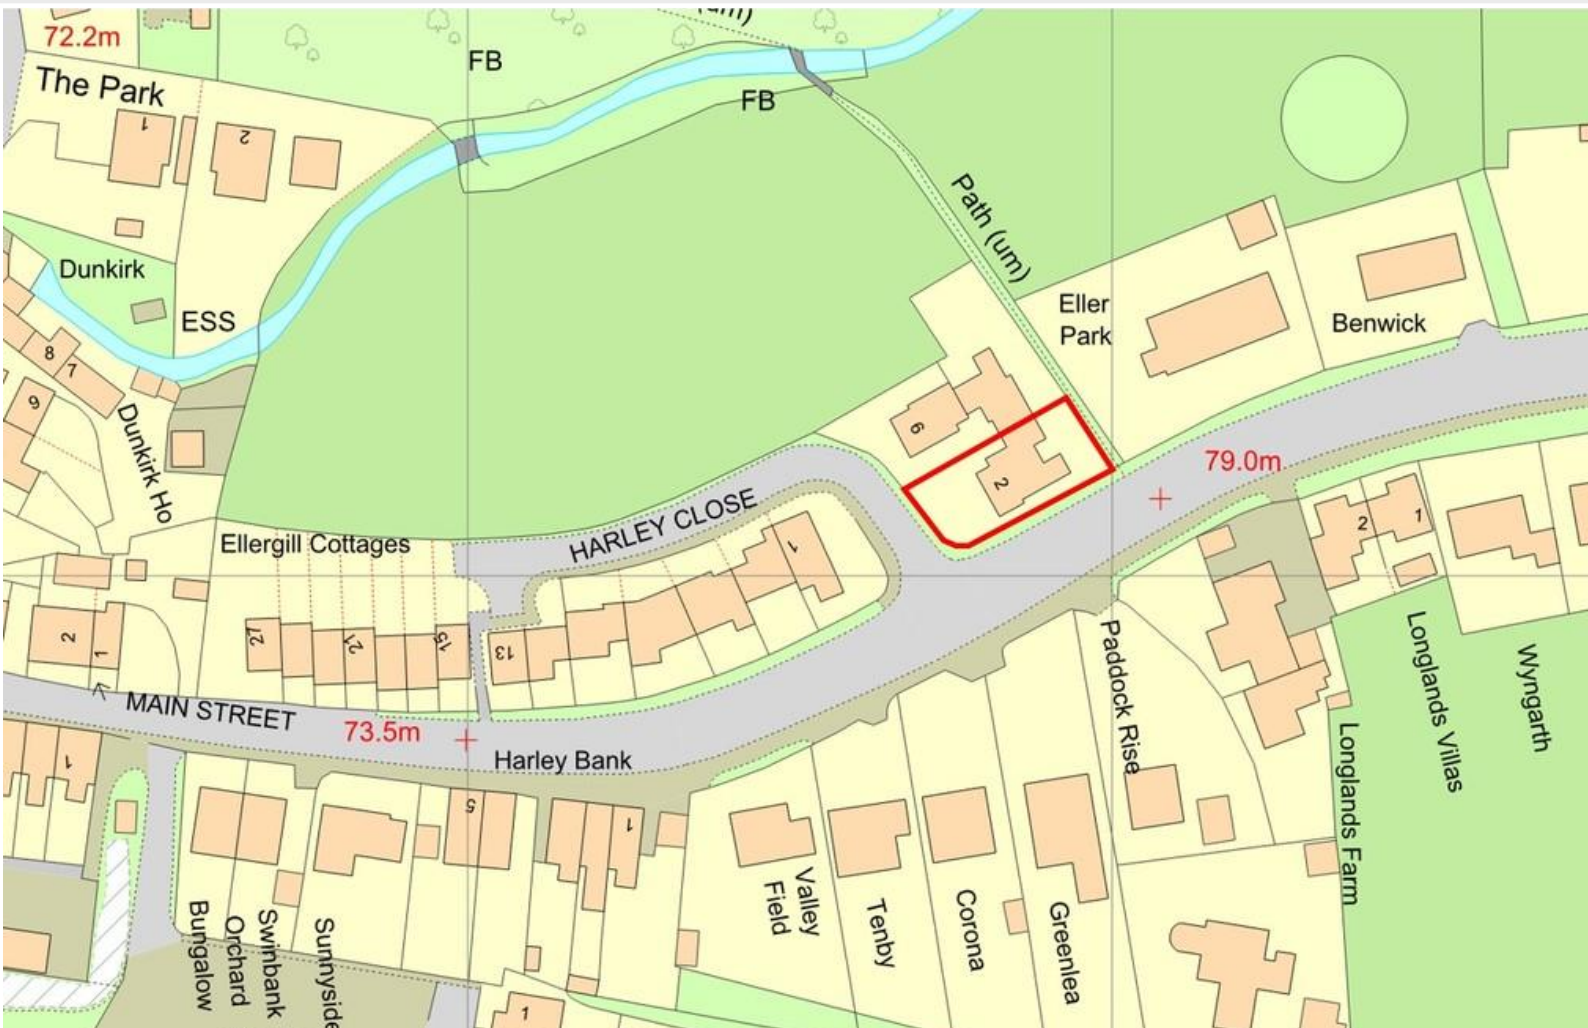 72.2m
(um)
FB
The Park
FB
1
2
Path (um)
Dunkirk
ESS
Eller
Park
Benwick
8
7
9
Dunkirk Ho
6
2
79.0m
HARLEY CLOSE
Ellergill Cottages
1
2
1
27
21
15
13
2
1
Paddock Rise
Longlands Villas
Wyngarth
MAIN STREET
73.5m
Harley Bank
Longlands Farm
1
5
1
Valley
Field
Tenby
Corona
Greenlea
Bungalow
Orchard
Swinbank
Sunnyside
1